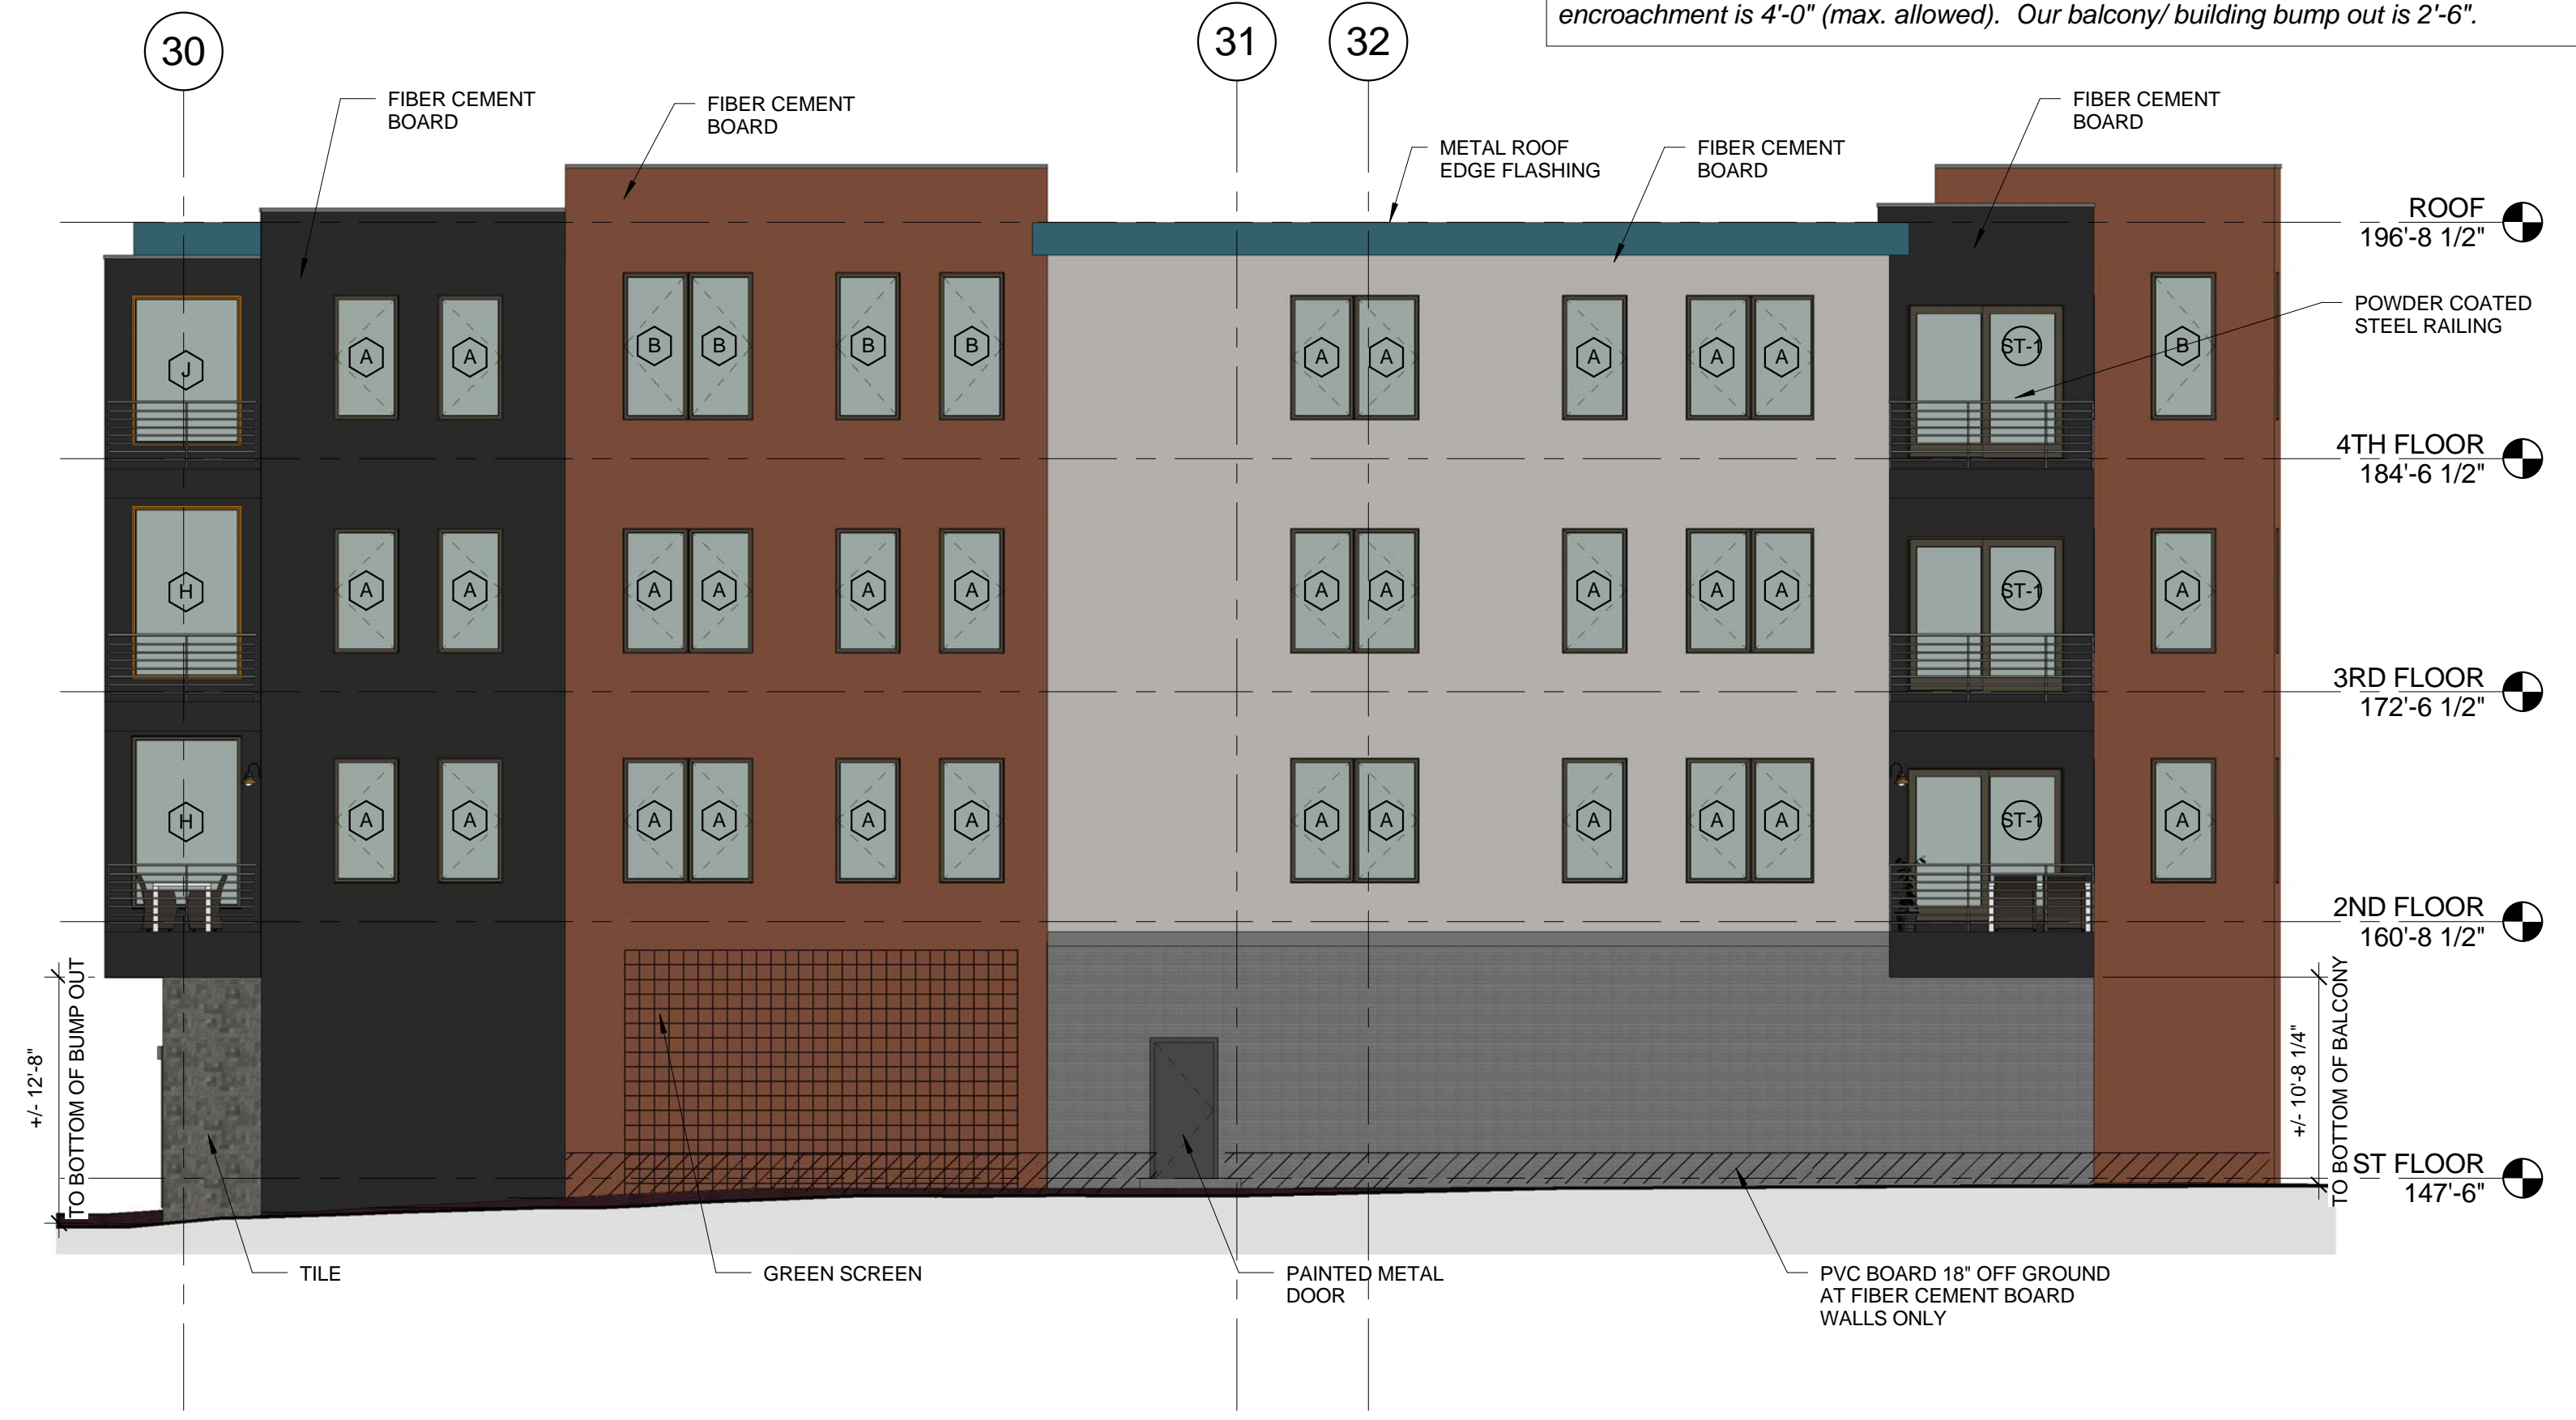 encroachment is 4'-0" (max. allowed).  Our balcony/ building bump out is 2'-6".
30
31
32
FIBER CEMENT
BOARD
FIBER CEMENT
BOARD
METAL ROOF
EDGE FLASHING
FIBER CEMENT
BOARD
FIBER CEMENT
BOARD
ROOF
196'-8 1/2"
POWDER COATED
STEEL RAILING
J
A
A
B
B
B
B
A
A
A
A
A
ST-1
B
4TH FLOOR
184'-6 1/2"
H
A
A
A
A
A
A
A
A
A
A
A
ST-1
A
3RD FLOOR
172'-6 1/2"
H
A
A
A
A
A
A
A
A
A
A
A
ST-1
A
2ND FLOOR
160'-8 1/2"
+/- 12'-8"
TO BOTTOM OF BUMP OUT
+/- 10'-8 1/4"
TO BOTTOM OF BALCONY
ST FLOOR
147'-6"
TILE
GREEN SCREEN
PAINTED METAL
DOOR
PVC BOARD 18" OFF GROUND
AT FIBER CEMENT BOARD
WALLS ONLY